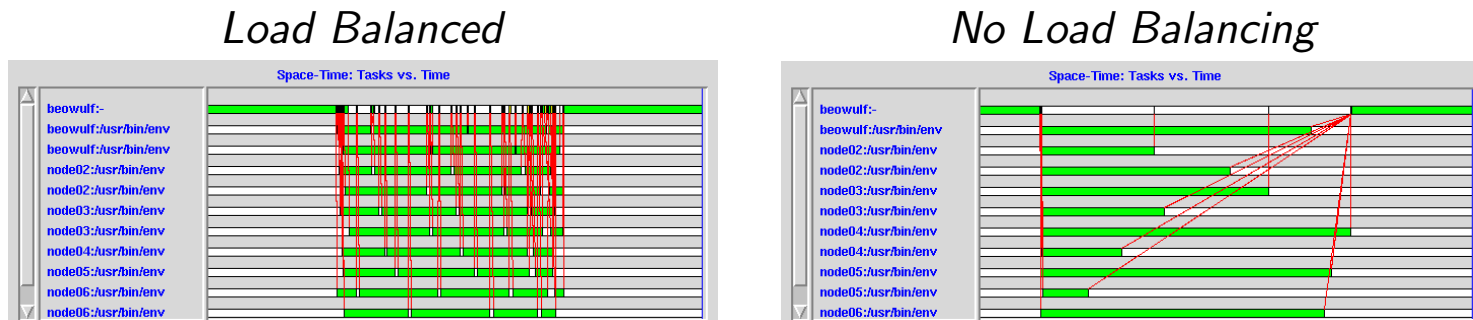 Load Balanced
Space-Time: Tasks vs. Time
beowulf:-
beowulf:/usr/bin/env
beowulf:/usr/bin/env
node02:/usr/bin/env
node02:/usr/bin/env
node03:/usr/bin/env
node03:/usr/bin/env
node04:/usr/bin/env
node05:/usr/bin/env
node06:/usr/bin/env
node06:/usr/bin/env
No Load Balancing
Space-Time: Tasks vs. Time
beowulf:-
beowulf:/usr/bin/env
node02:/usr/bin/env
node02:/usr/bin/env
node03:/usr/bin/env
node03:/usr/bin/env
node04:/usr/bin/env
node04:/usr/bin/env
node05:/usr/bin/env
node05:/usr/bin/env
node06:/usr/bin/env